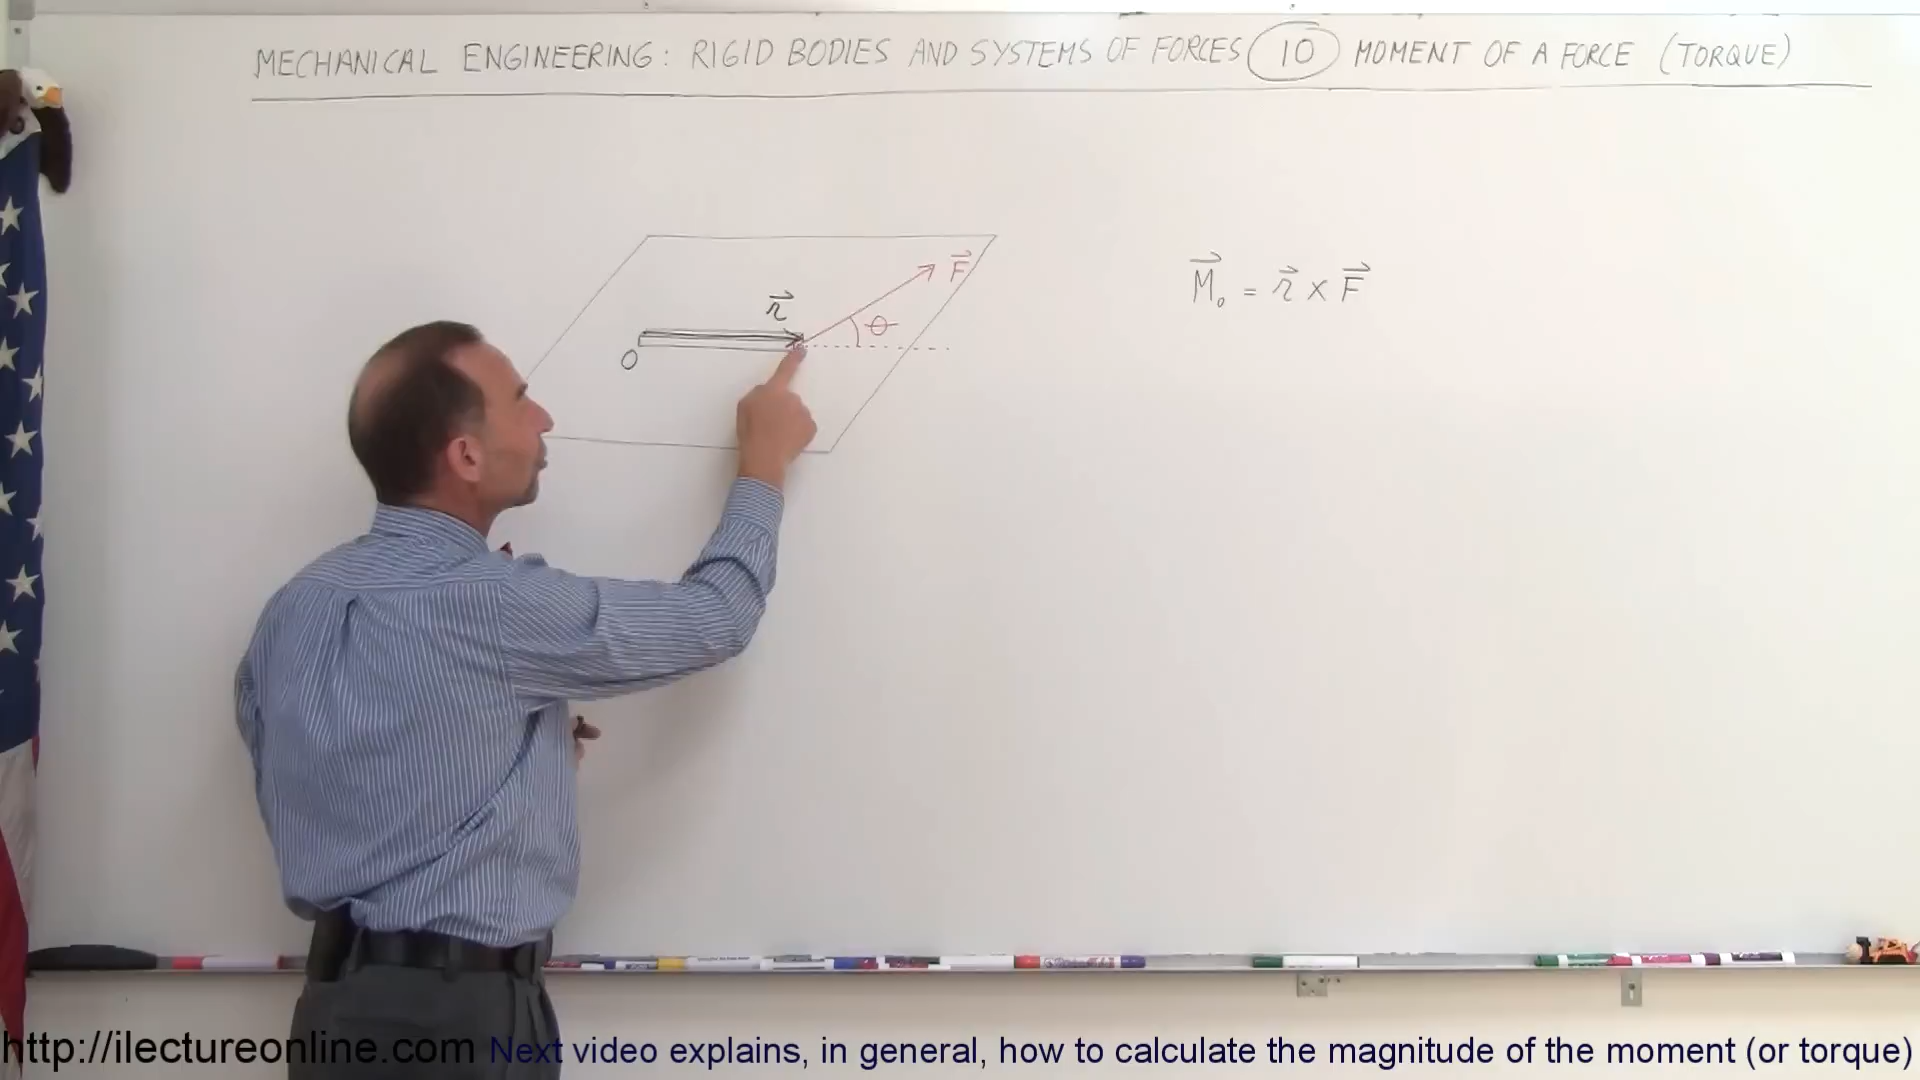 MECHANICAL ENGINEERING: RIGID BODIES AND SYSTEMS OF FORCES (10) MOMENT OF A FORCE (TORQUE)
F⃗
r⃗
θ
O
M⃗₀ = r⃗ × F⃗
http://ilectureonline.com Next video explains, in general, how to calculate the magnitude of the moment (or torque)